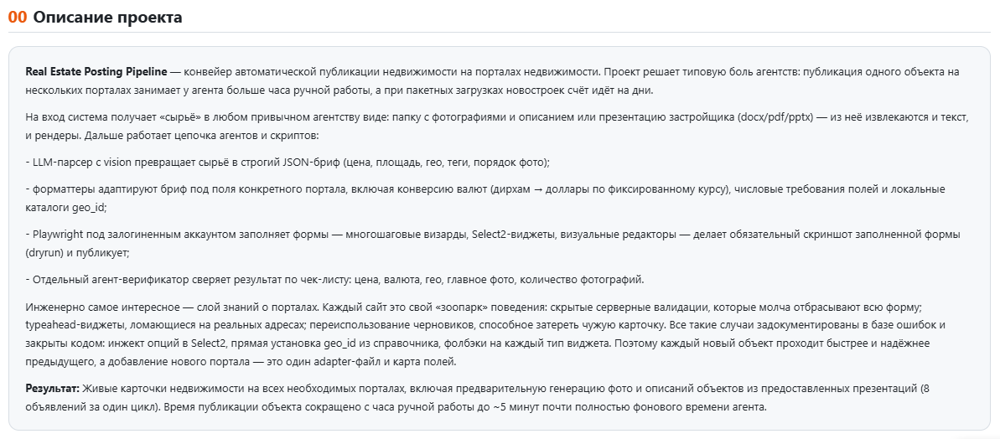 00 Описание проекта
Real Estate Posting Pipeline — конвейер автоматической публикации недвижимости на порталах недвижимости. Проект решает типовую боль агентств: публикация одного объекта на
нескольких порталах занимает у агента больше часа ручной работы, а при пакетных загрузках новостроек счёт идёт на дни.
На вход система получает «сырьё» в любом привычном агентству виде: папку с фотографиями и описанием или презентацию застройщика (docx/pdf/pptx) — из неё извлекаются и текст,
и рендеры. Дальше работает цепочка агентов и скриптов:
- LLM-парсер с vision превращает сырьё в строгий JSON-бриф (цена, площадь, гео, теги, порядок фото);
- форматтеры адаптируют бриф под поля конкретного портала, включая конверсию валют (дирхам → доллары по фиксированному курсу), числовые требования полей и локальные
каталоги geo_id;
- Playwright под залогиненным аккаунтом заполняет формы — многошаговые визарды, Select2-виджеты, визуальные редакторы — делает обязательный скриншот заполненной формы
(dryrun) и публикует;
- Отдельный агент-верификатор сверяет результат по чек-листу: цена, валюта, гео, главное фото, количество фотографий.
Инженерно самое интересное — слой знаний о порталах. Каждый сайт это свой «зоопарк» поведения: скрытые серверные валидации, которые молча отбрасывают всю форму;
typeahead-виджеты, ломающиеся на реальных адресах; переиспользование черновиков, способное затереть чужую карточку. Все такие случаи задокументированы в базе ошибок и
закрыты кодом: инжект опций в Select2, прямая установка geo_id из справочника, фолбэки на каждый тип виджета. Поэтому каждый новый объект проходит быстрее и надёжнее
предыдущего, а добавление нового портала — это один adapter-файл и карта полей.
Результат: Живые карточки недвижимости на всех необходимых порталах, включая предварительную генерацию фото и описаний объектов из предоставленных презентаций (8
объявлений за один цикл). Время публикации объекта сокращено с часа ручной работы до ~5 минут почти полностью фонового времени агента.